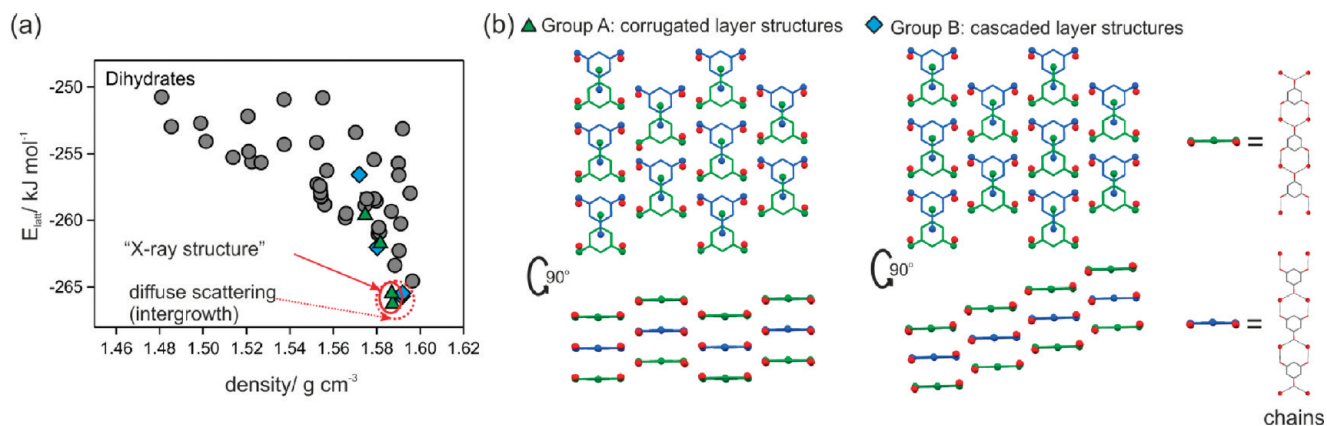 (a)
Dihydrates
-250
-255
-260
-265
E_latt/ kJ mol⁻¹
"X-ray structure"
diffuse scattering
(intergrowth)
1.46 1.48 1.50 1.52 1.54 1.56 1.58 1.60 1.62
density/ g cm⁻³
(b)
Group A: corrugated layer structures
Group B: cascaded layer structures
90°
90°
=
=
chains